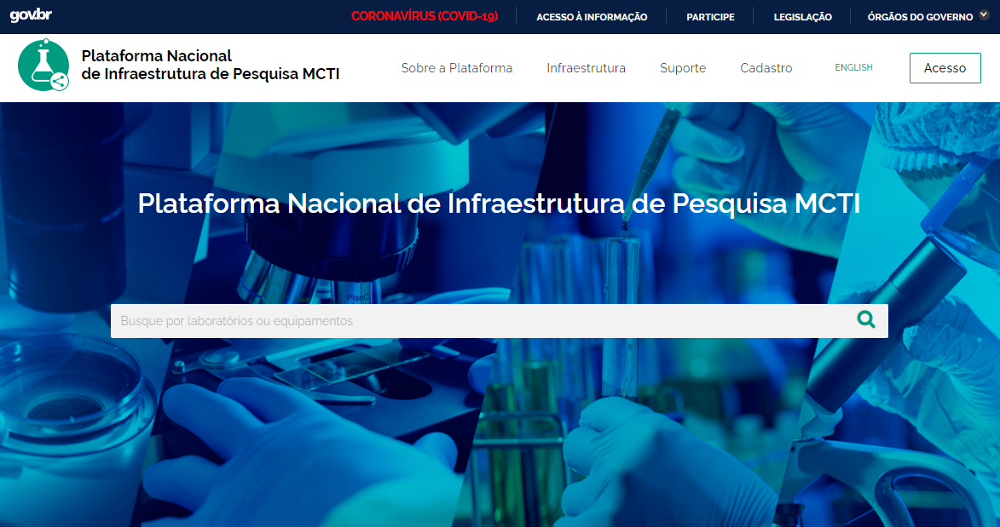 gov.br
CORONAVÍRUS (COVID-19)
ACESSO À INFORMAÇÃO
PARTICIPE
LEGISLAÇÃO
ÓRGÃOS DO GOVERNO
Plataforma Nacional
de Infraestrutura de Pesquisa MCTI
Sobre a Plataforma
Infraestrutura
Suporte
Cadastro
ENGLISH
Acesso
Plataforma Nacional de Infraestrutura de Pesquisa MCTI
PlanC
Busque por laboratórios ou equipamentos